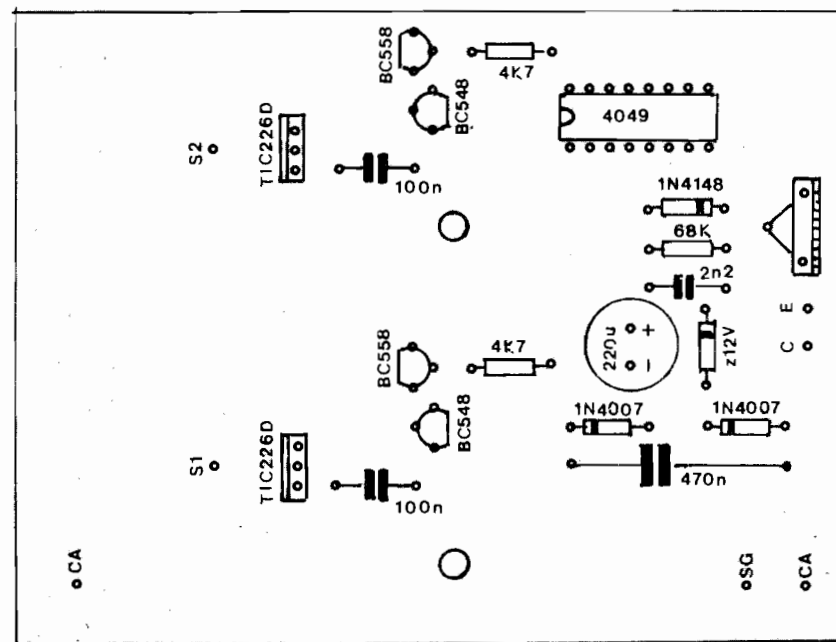 BC558
4K7
BC548
4049
S2
TIC226D
100n
1N4148
68K
2n2
E
220u
+
−
z12V
C
BC558
4K7
BC548
1N4007
1N4007
S1
TIC226D
100n
470n
CA
SG
CA